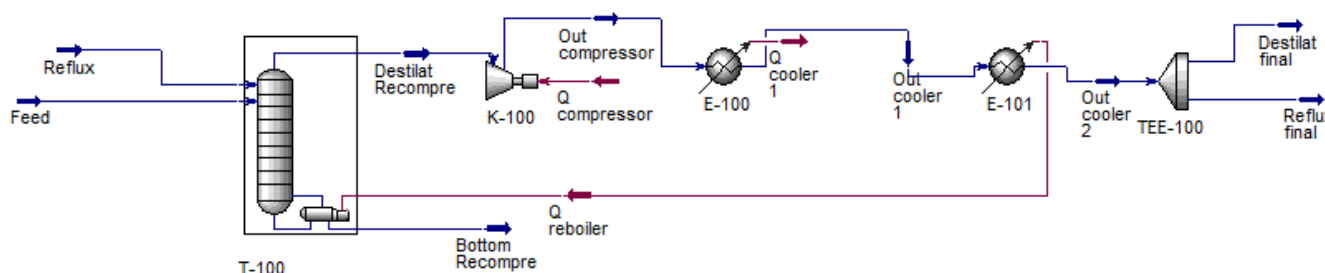 Reflux
Feed
T-100
Destilat
Recompre
K-100
Out
compressor
Q
compressor
E-100
Q
cooler
1
Out
cooler
1
E-101
Out
cooler
2
TEE-100
Destilat
final
Reflux
final
Q
reboiler
Bottom
Recompre